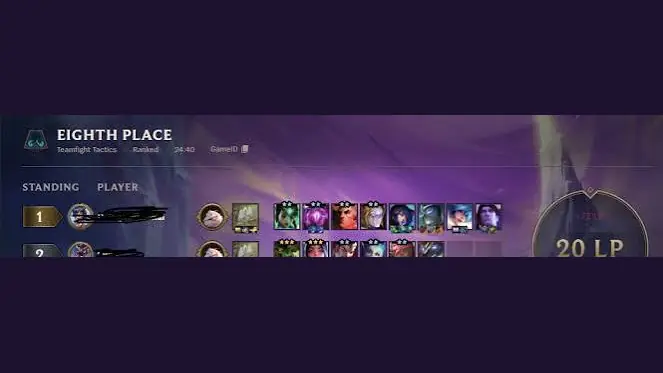 EIGHTH PLACE
Teamfight Tactics Ranked 24:40 GameID
STANDING PLAYER
1
20 LP
2